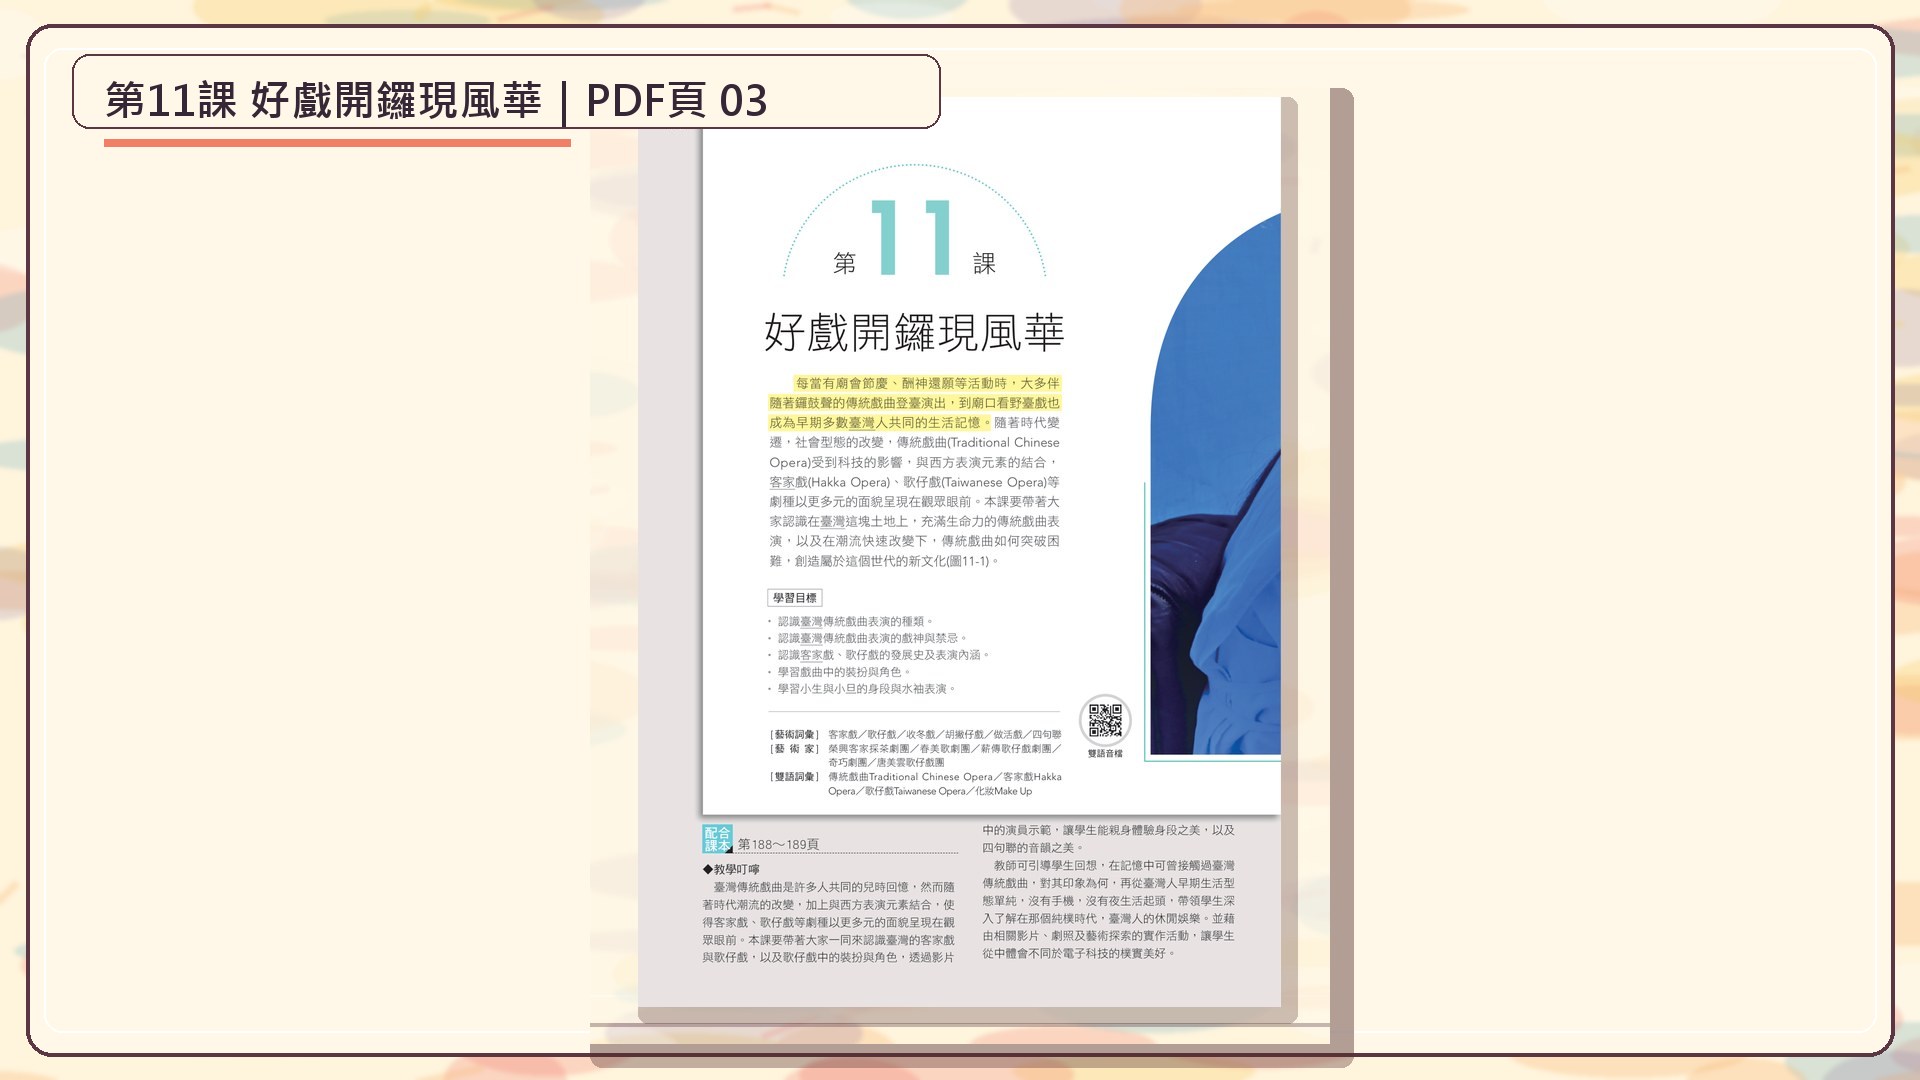 第11課 好戲開鑼現風華 | PDF頁 03
第 11 課
好戲開鑼現風華
每當有廟會節慶、酬神還願等活動時，大多伴
隨著鑼鼓聲的傳統戲曲登臺演出，到廟口看野臺戲也
成為早期多數臺灣人共同的生活記憶。隨著時代變
遷，社會型態的改變，傳統戲曲(Traditional Chinese
Opera)受到科技的影響，與西方表演元素的結合，
客家戲(Hakka Opera)、歌仔戲(Taiwanese Opera)等
劇種以更多元的面貌呈現在觀眾眼前。本課要帶著大
家認識在臺灣這塊土地上，充滿生命力的傳統戲曲表
演，以及在潮流快速改變下，傳統戲曲如何突破困
難，創造屬於這個世代的新文化(圖11-1)。
學習目標
• 認識臺灣傳統戲曲表演的種類。
• 認識臺灣傳統戲曲表演的戲神與禁忌。
• 認識客家戲、歌仔戲的發展史及表演內涵。
• 學習戲曲中的裝扮與角色。
• 學習小生與小旦的身段與水袖表演。
[藝術詞彙] 客家戲／歌仔戲／收冬戲／胡撇仔戲／做活戲／四句聯
[藝術家] 榮興客家採茶劇團／春美歌劇團／薪傳歌仔戲劇團／
奇巧劇團／唐美雲歌仔戲團
[雙語詞彙] 傳統戲曲Traditional Chinese Opera／客家戲Hakka
Opera／歌仔戲Taiwanese Opera／化妝Make Up
雙語音檔
配合課本 第188～189頁
◆教學叮嚀
臺灣傳統戲曲是許多人共同的兒時回憶，然而隨
著時代潮流的改變，加上與西方表演元素結合，使
得客家戲、歌仔戲等劇種以更多元的面貌呈現在觀
眾眼前。本課要帶著大家一同來認識臺灣的客家戲
與歌仔戲，以及歌仔戲中的裝扮與角色，透過影片
中的演員示範，讓學生能親身體驗身段之美，以及
四句聯的音韻之美。
教師可引導學生回想，在記憶中可曾接觸過臺灣
傳統戲曲，對其印象為何，再從臺灣人早期生活型
態單純，沒有手機，沒有夜生活起頭，帶領學生深
入了解在那個純樸時代，臺灣人的休閒娛樂。並藉
由相關影片、劇照及藝術探索的實作活動，讓學生
從中體會不同於電子科技的樸實美好。